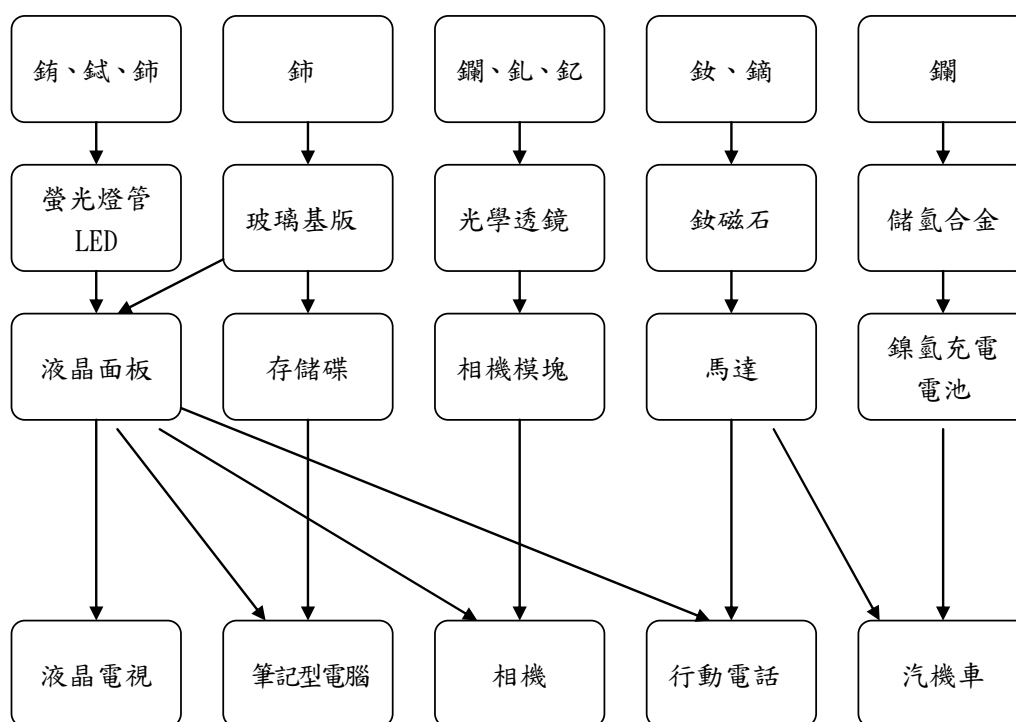 銪、鋱、鈰
鈰
鑭、釓、釔
釹、鏑
鑭
螢光燈管
LED
玻璃基版
光學透鏡
釹磁石
儲氫合金
液晶面板
存儲碟
相機模塊
馬達
鎳氫充電
電池
液晶電視
筆記型電腦
相機
行動電話
汽機車